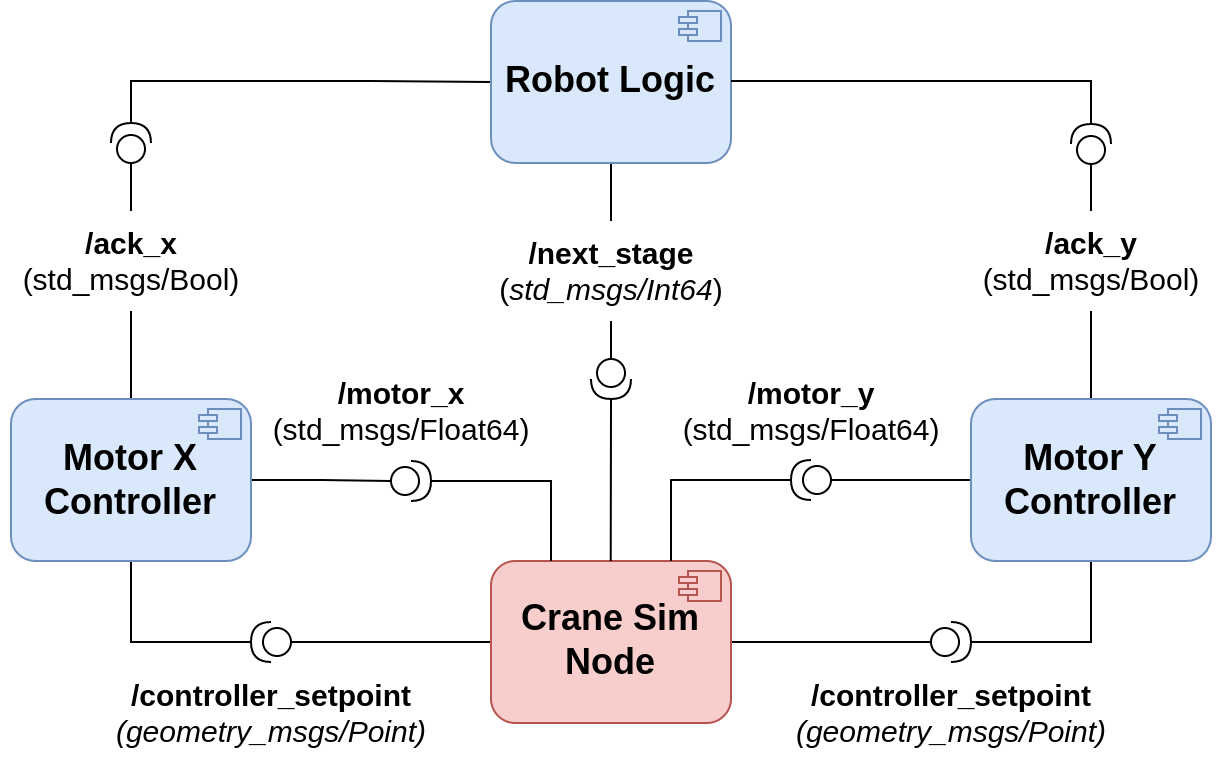 Robot Logic
/ack_x
(std_msgs/Bool)
/next_stage
(std_msgs/Int64)
/ack_y
(std_msgs/Bool)
/motor_x
(std_msgs/Float64)
/motor_y
(std_msgs/Float64)
Motor X
Controller
Motor Y
Controller
Crane Sim
Node
/controller_setpoint
(geometry_msgs/Point)
/controller_setpoint
(geometry_msgs/Point)